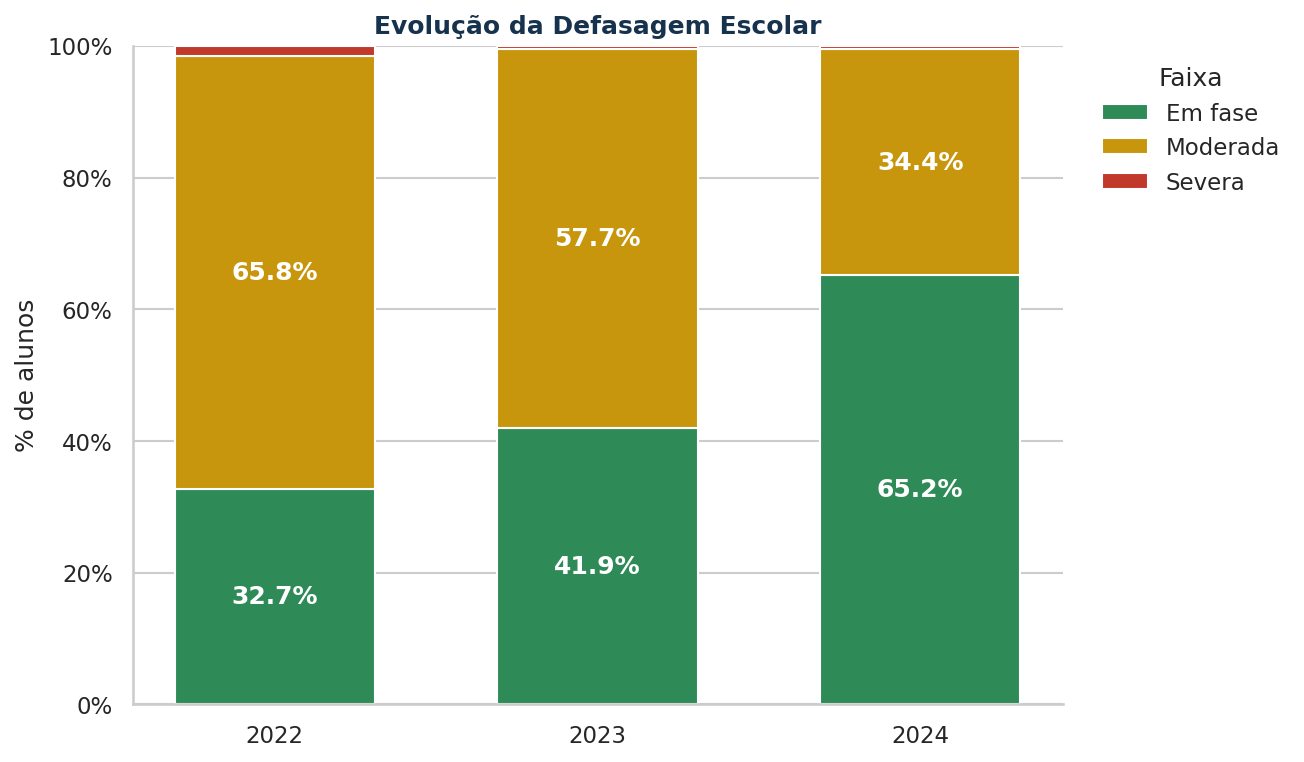 Evolução da Defasagem Escolar
100%
80%
60%
40%
20%
0%
% de alunos
65.8%
32.7%
57.7%
41.9%
34.4%
65.2%
2022
2023
2024
Faixa
Em fase
Moderada
Severa